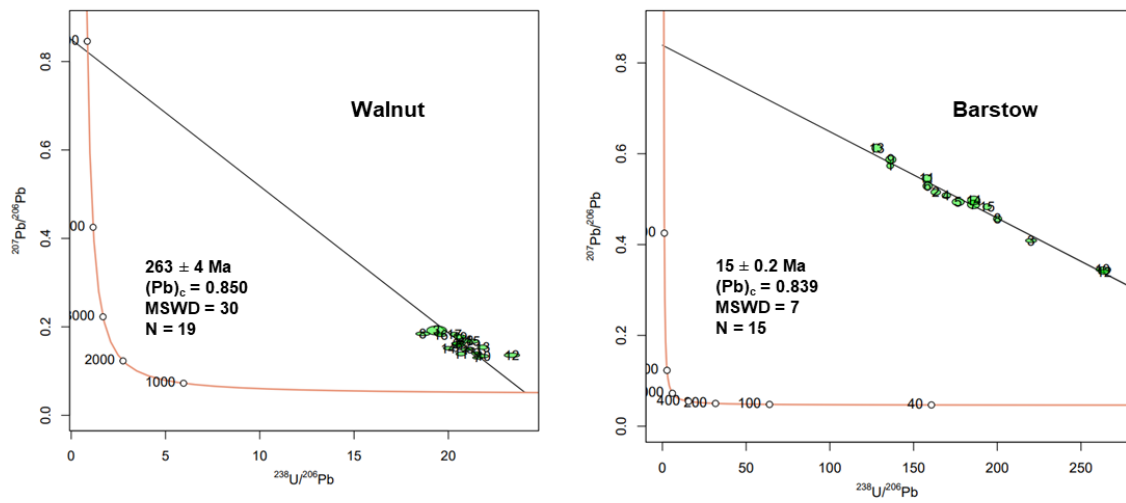 Walnut
0.8
0.6
0.4
0.2
0.0
²⁰⁷Pb/²⁰⁶Pb
263 ± 4 Ma
(Pb)c = 0.850
MSWD = 30
N = 19
2000
1000
0
5
10
15
20
²³⁸U/²⁰⁶Pb
Barstow
0.8
0.6
0.4
0.2
0.0
²⁰⁷Pb/²⁰⁶Pb
15 ± 0.2 Ma
(Pb)c = 0.839
MSWD = 7
N = 15
400
200
100
40
0
50
100
150
200
250
²³⁸U/²⁰⁶Pb